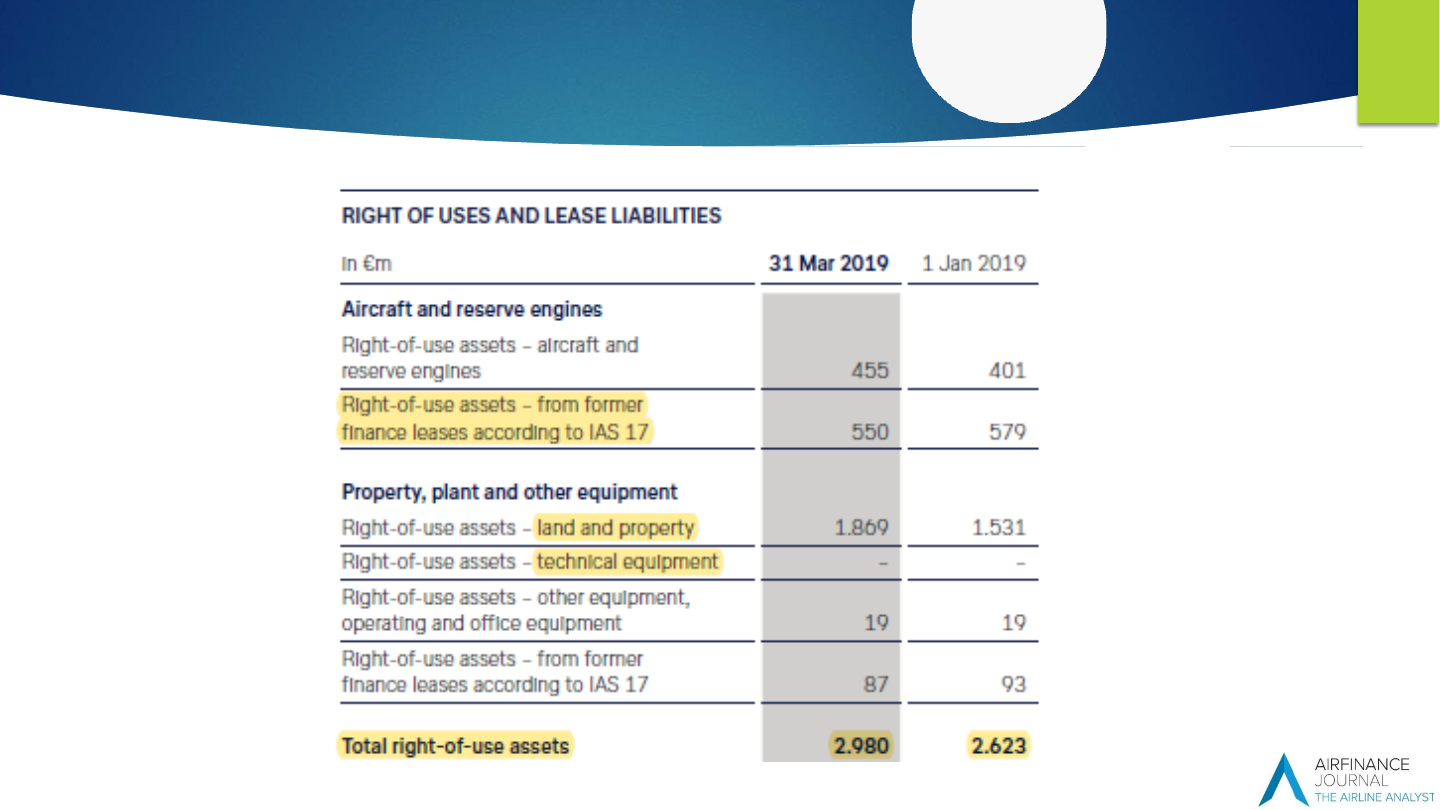 RIGHT OF USES AND LEASE LIABILITIES
in €m 31 Mar 2019 1 Jan 2019
Aircraft and reserve engines
Right-of-use assets – aircraft and
reserve engines 455 401
Right-of-use assets – from former
finance leases according to IAS 17 550 579
Property, plant and other equipment
Right-of-use assets – land and property 1.869 1.531
Right-of-use assets – technical equipment – –
Right-of-use assets – other equipment,
operating and office equipment 19 19
Right-of-use assets – from former
finance leases according to IAS 17 87 93
Total right-of-use assets 2.980 2.623
AIRFINANCE
JOURNAL
THE AIRLINE ANALYST